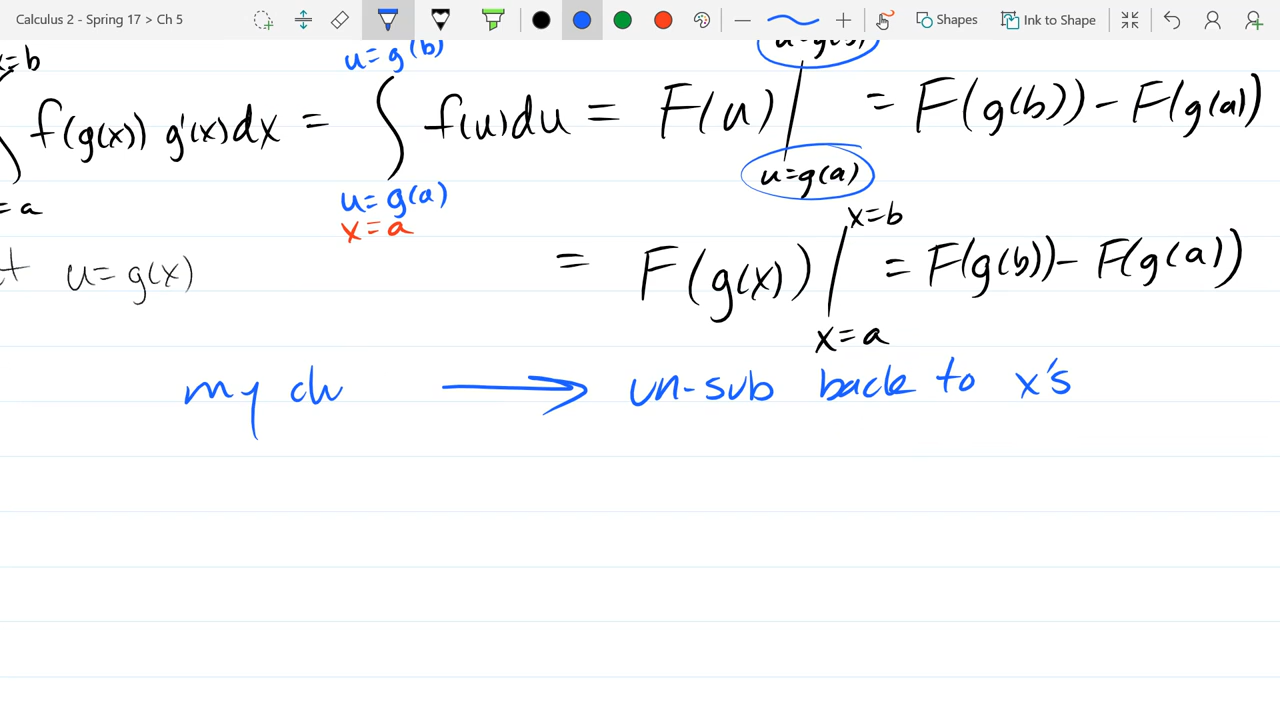 Calculus 2 - Spring 17 > Ch 5
Shapes
Ink to Shape
x=b
u=g(b)
u=g(b)
∫ f(g(x)) g'(x)dx = ∫ f(u)du = F(u) | = F(g(b)) - F(g(a))
= a
u=g(a)
u=g(a)
x=a
x=b
u=g(x)
= F(g(x)) | = F(g(b)) - F(g(a))
x=a
my ch → un-sub back to x's